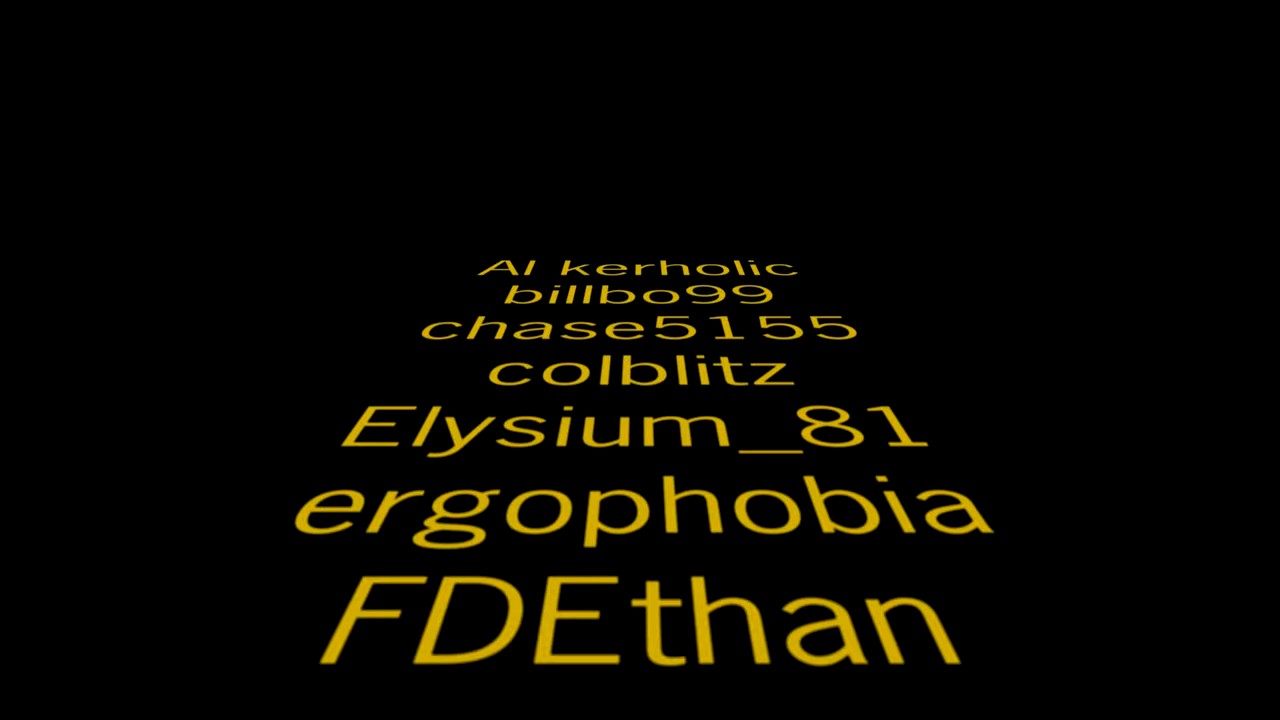 Al kerholic
billbo99
chase5155
colblitz
Elysium_81
ergophobia
FDEthan